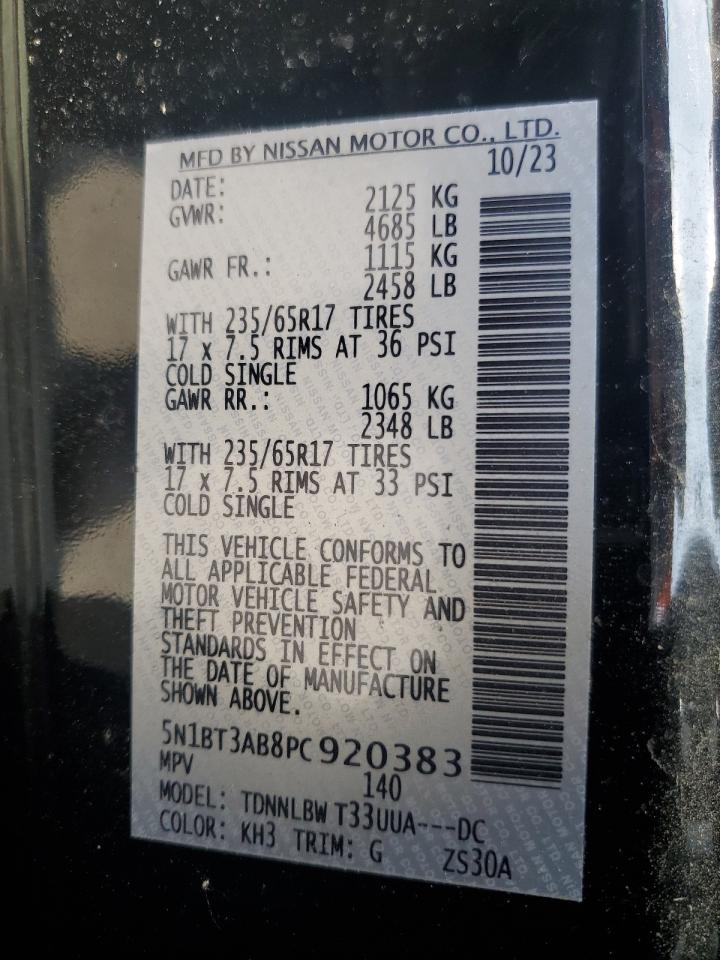 MFD BY NISSAN MOTOR CO., LTD.
DATE: 10/23
GVWR: 2125 KG
4685 LB
GAWR FR.: 1115 KG
2458 LB
WITH 235/65R17 TIRES
17 x 7.5 RIMS AT 36 PSI
COLD SINGLE
GAWR RR.: 1065 KG
2348 LB
WITH 235/65R17 TIRES
17 x 7.5 RIMS AT 33 PSI
COLD SINGLE
THIS VEHICLE CONFORMS TO
ALL APPLICABLE FEDERAL
MOTOR VEHICLE SAFETY AND
THEFT PREVENTION
STANDARDS IN EFFECT ON
THE DATE OF MANUFACTURE
SHOWN ABOVE.
5N1BT3AB8PC920383
MPV 140
MODEL: TDNNLBW T33UUA---DC
COLOR: KH3 TRIM: G ZS30A